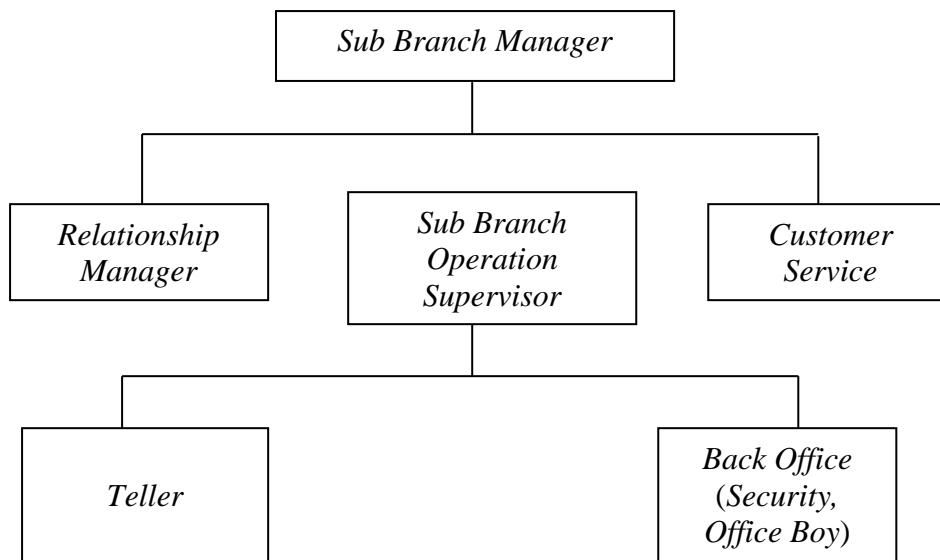 Sub Branch Manager
Relationship
Manager
Sub Branch
Operation
Supervisor
Customer
Service
Teller
Back Office
(Security,
Office Boy)